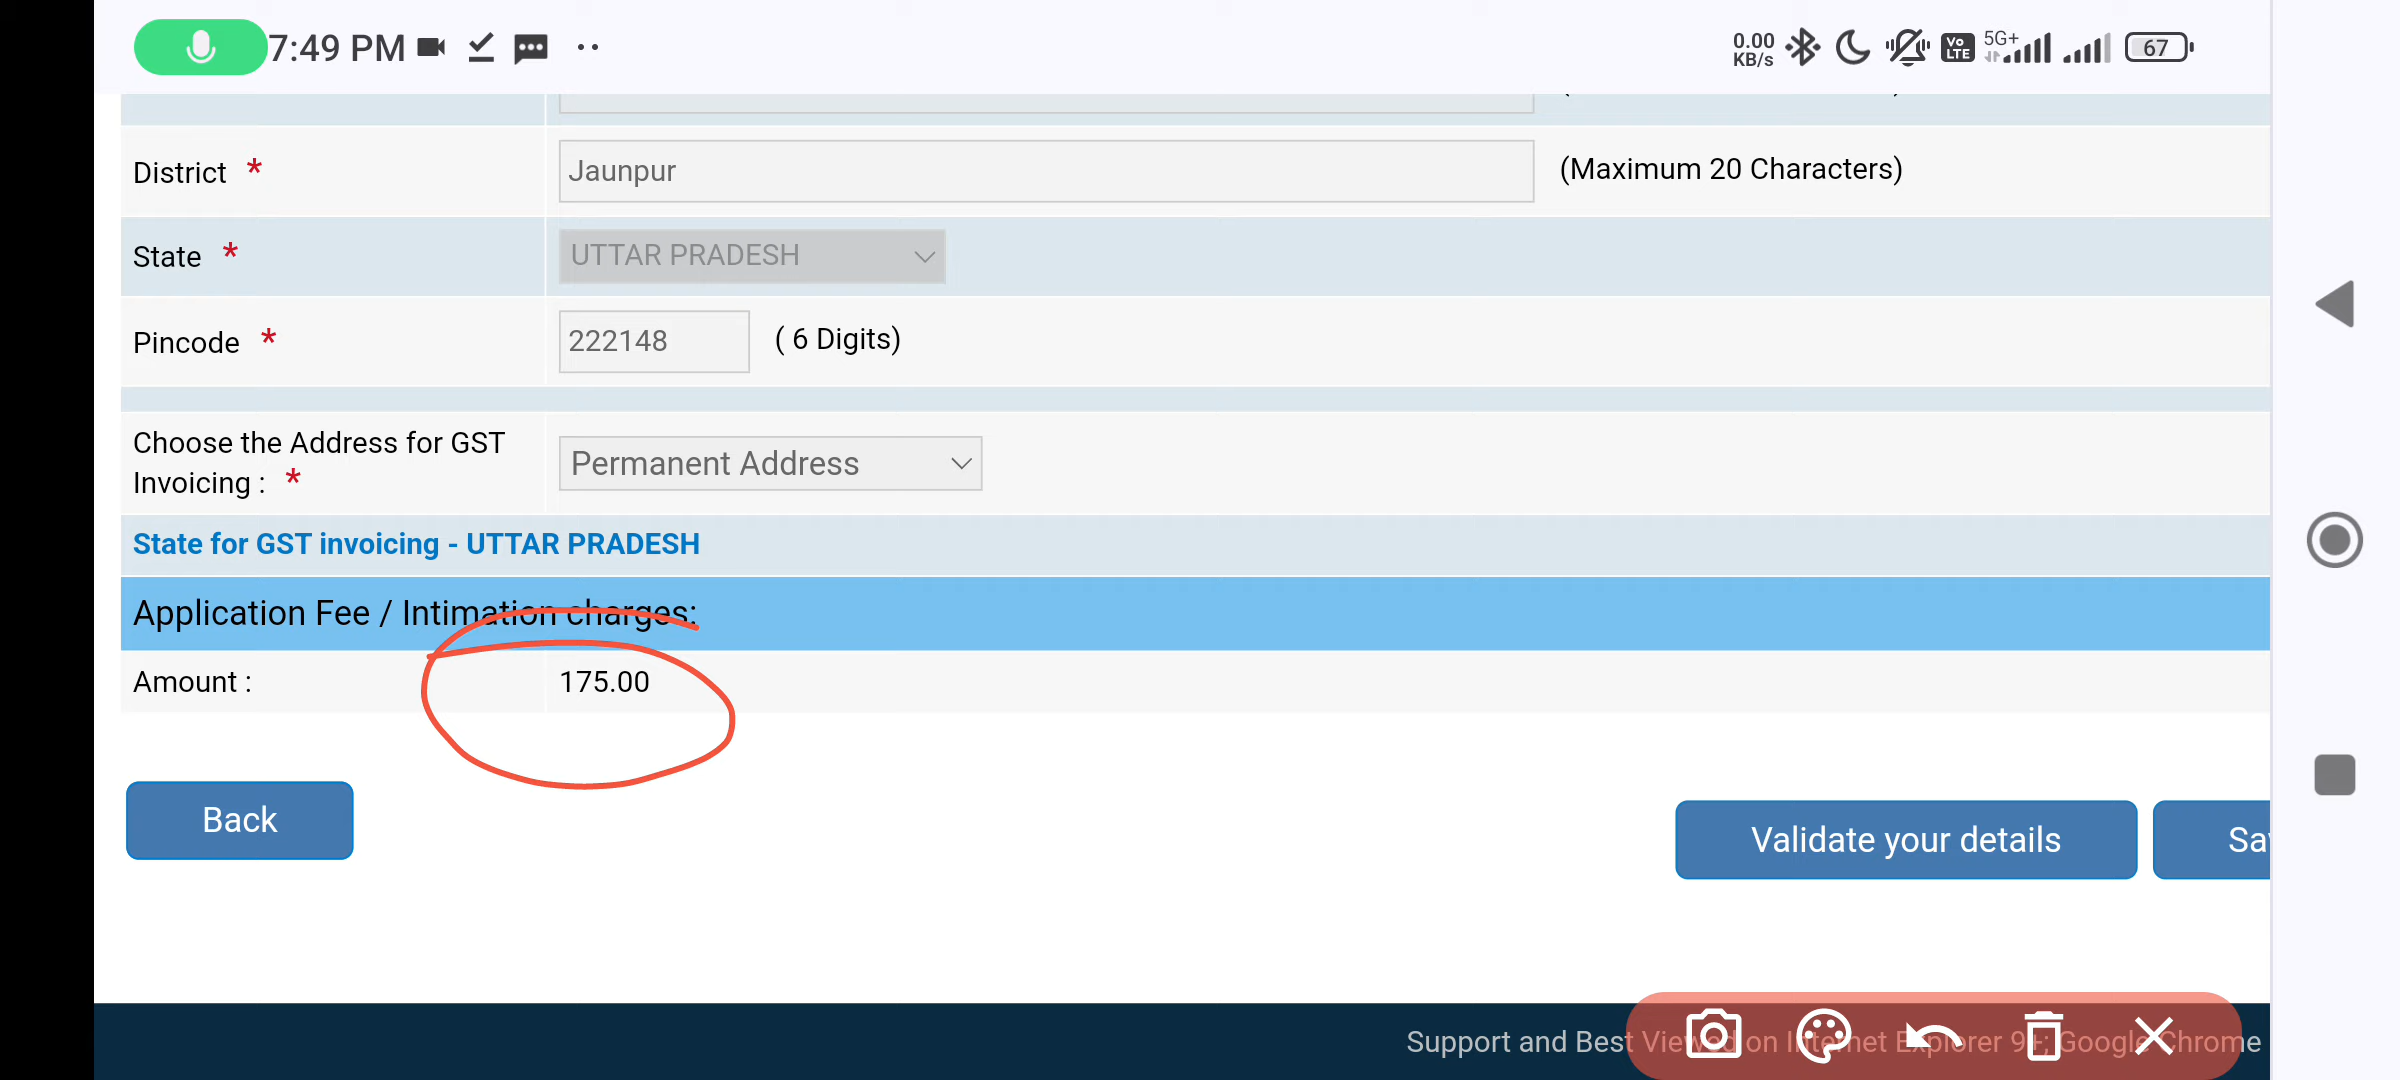 7:49 PM
0.00
KB/s
Vo
LTE
5G+
67
District *
Jaunpur
(Maximum 20 Characters)
State *
UTTAR PRADESH
Pincode *
222148
( 6 Digits)
Choose the Address for GST
Invoicing : *
Permanent Address
State for GST invoicing - UTTAR PRADESH
Application Fee / Intimation charges:
Amount :
175.00
Back
Validate your details
Sa
Support and Best Viewed on Internet Explorer 9+, Google Chrome